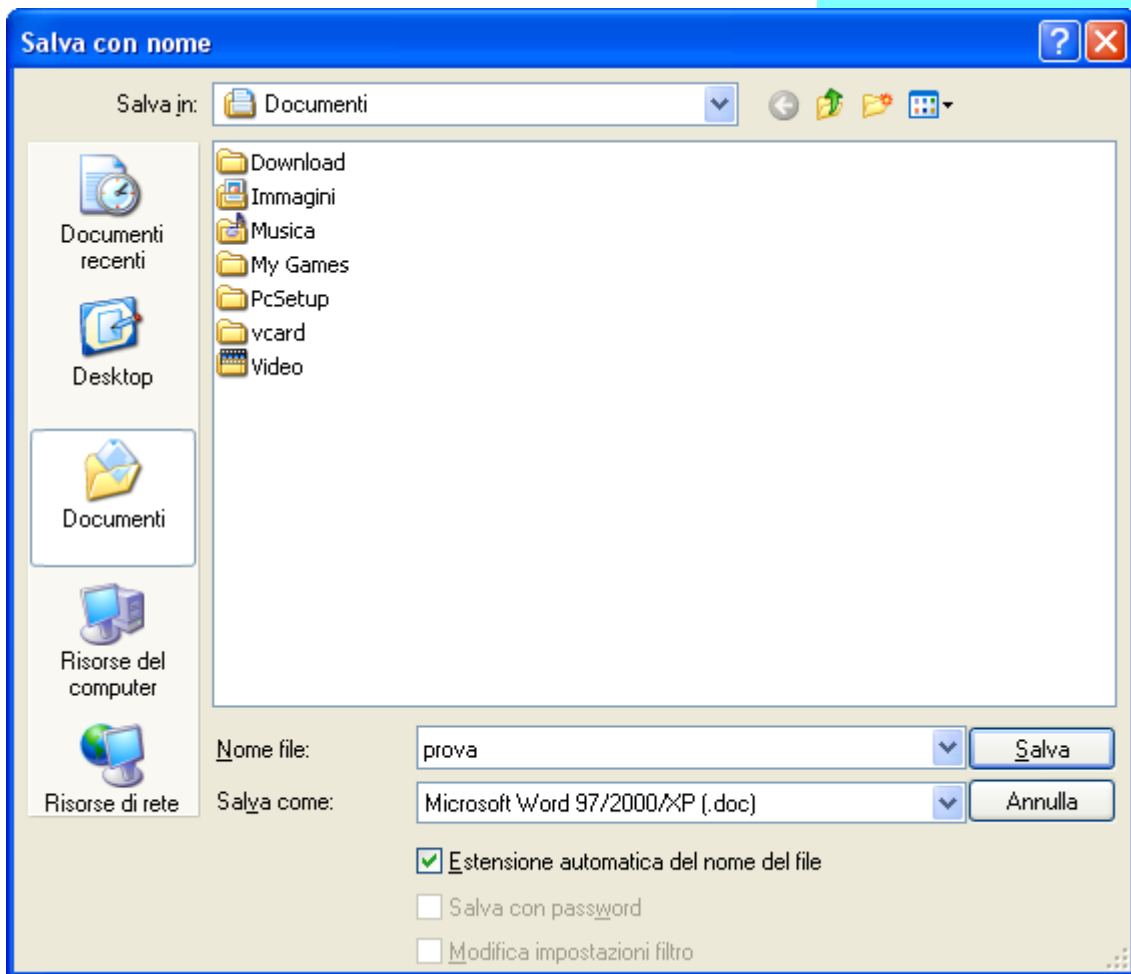 Salva con nome
Salva in:
Documenti
Download
Immagini
Musica
My Games
PcSetup
vcard
Video
Documenti
recenti
Desktop
Documenti
Risorse del
computer
Risorse di rete
Nome file:
prova
Salva
Salva come:
Microsoft Word 97/2000/XP (.doc)
Annulla
Estensione automatica del nome del file
Salva con password
Modifica impostazioni filtro